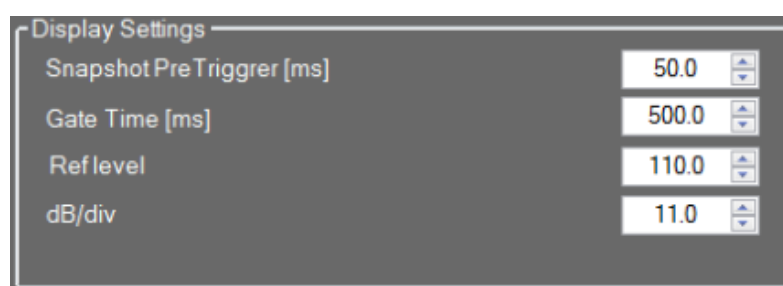 Display Settings
Snapshot PreTriggrer [ms] 50.0
Gate Time [ms] 500.0
Ref level 110.0
dB/div 11.0